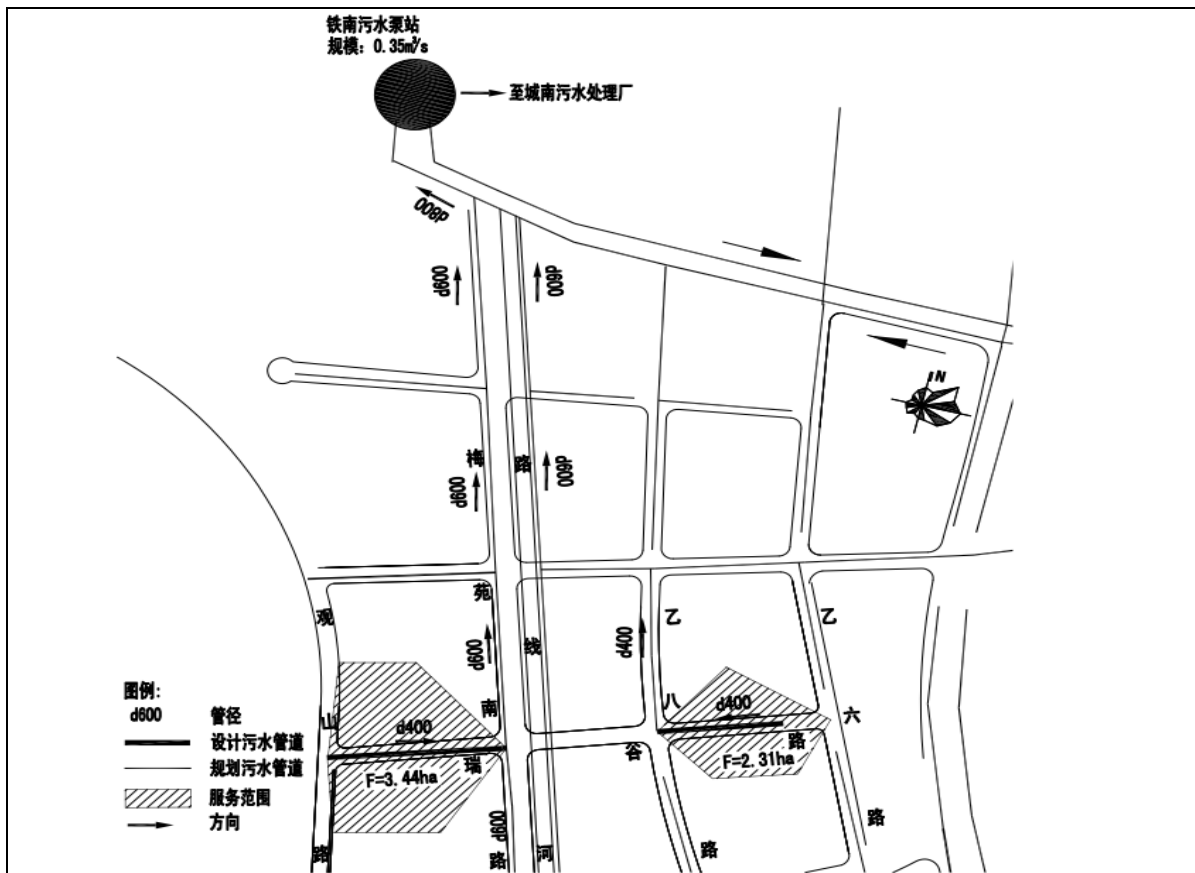 铁南污水泵站
规模: 0.35m³/s
至城南污水处理厂
d800
d600
d600
N
梅
路
d600
d600
观
苑
乙
乙
d600
线
d400
图例:
d600 管径
设计污水管道
规划污水管道
服务范围
方向
山
d400
南
八
d400
六
瑞
谷
路
F=3.44ha
F=2.31ha
路
d600
路
河
路
路